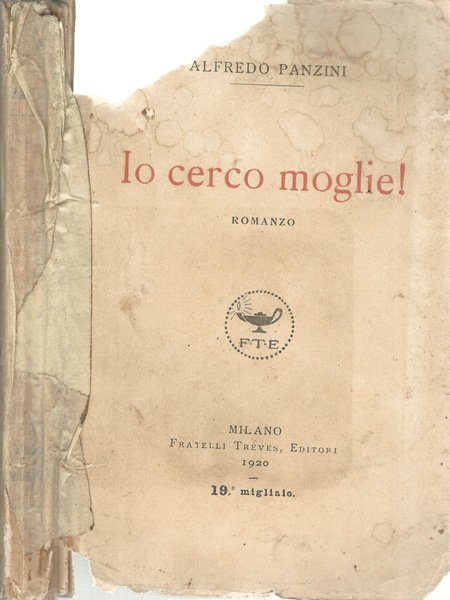 ALFREDO PANZINI
Io cerco moglie!
ROMANZO
F·T·E
MILANO
FRATELLI TREVES, EDITORI
1920
19.° migliaio.